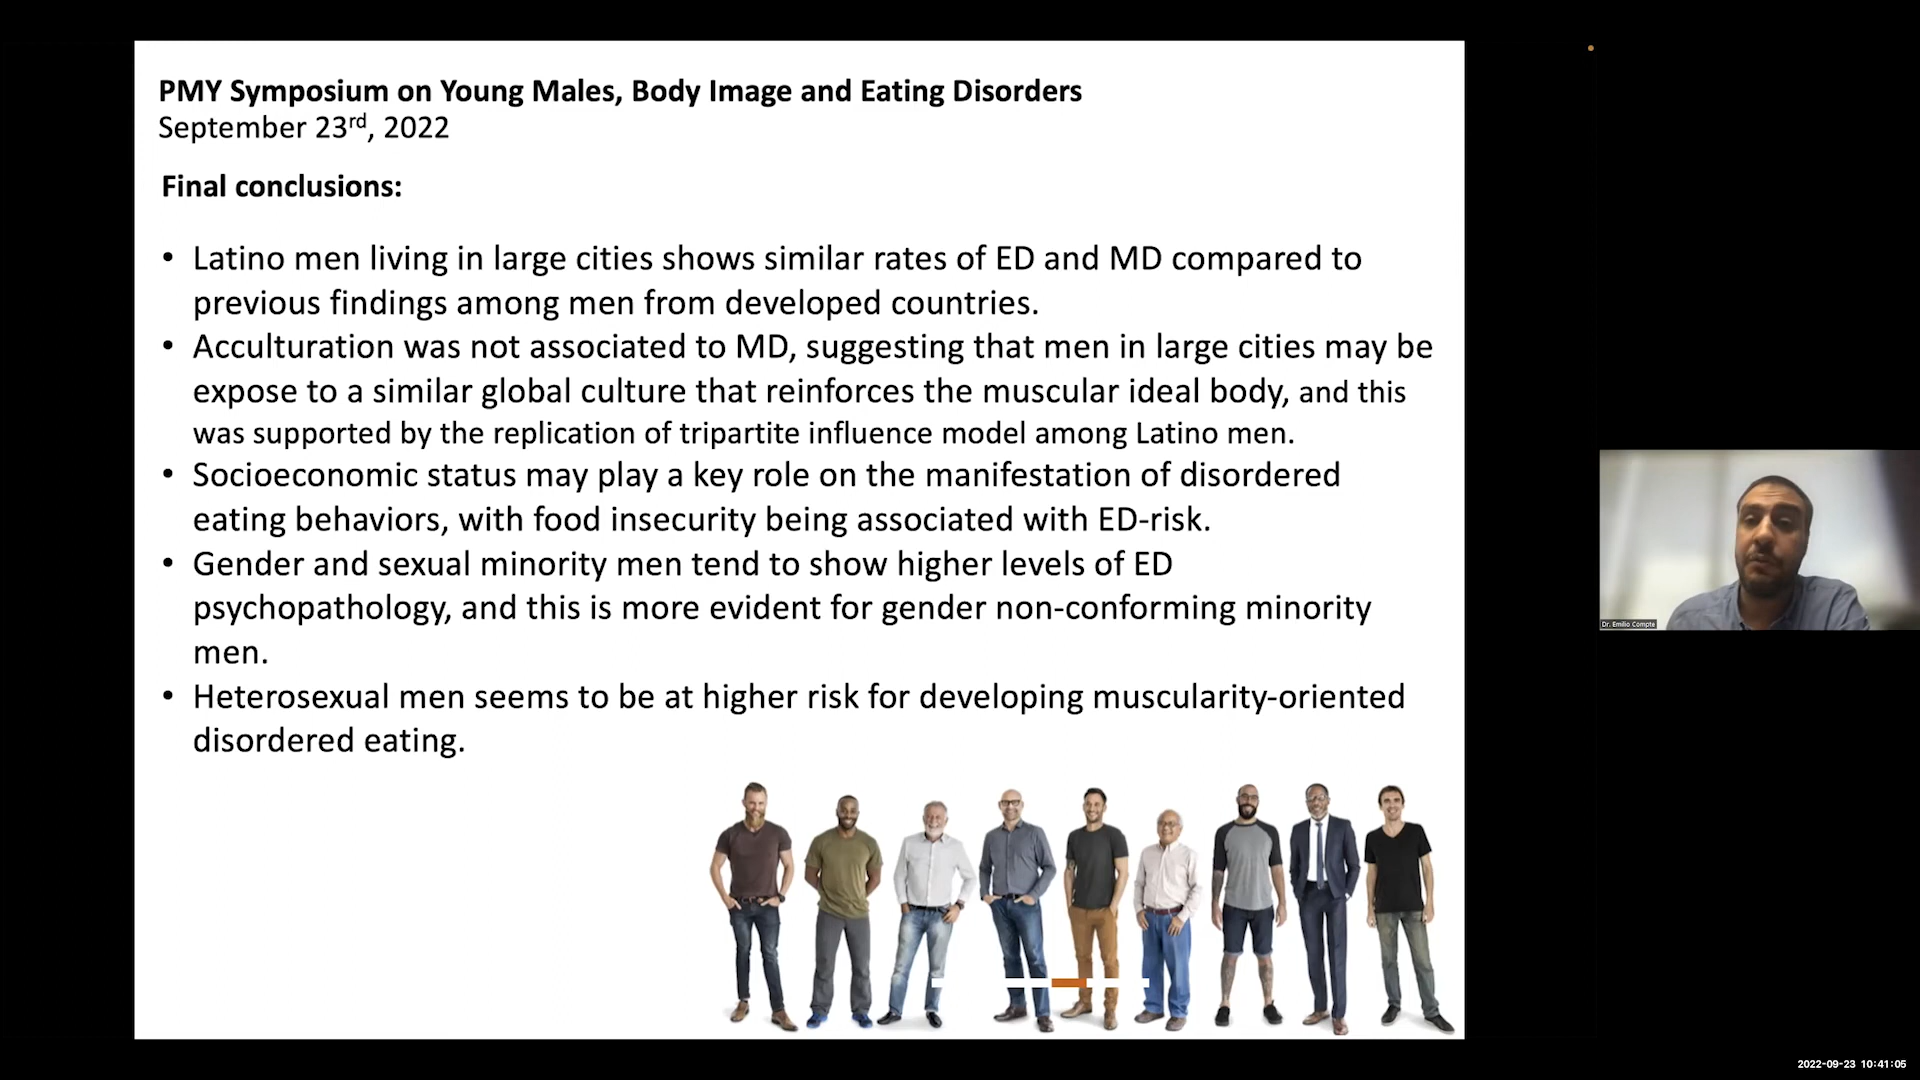 PMY Symposium on Young Males, Body Image and Eating Disorders
September 23rd, 2022
Final conclusions:
• Latino men living in large cities shows similar rates of ED and MD compared to
previous findings among men from developed countries.
• Acculturation was not associated to MD, suggesting that men in large cities may be
expose to a similar global culture that reinforces the muscular ideal body, and this
was supported by the replication of tripartite influence model among Latino men.
• Socioeconomic status may play a key role on the manifestation of disordered
eating behaviors, with food insecurity being associated with ED-risk.
• Gender and sexual minority men tend to show higher levels of ED
psychopathology, and this is more evident for gender non-conforming minority
men.
• Heterosexual men seems to be at higher risk for developing muscularity-oriented
disordered eating.
Dr. Emilio Compte
2022-09-23 10:41:05